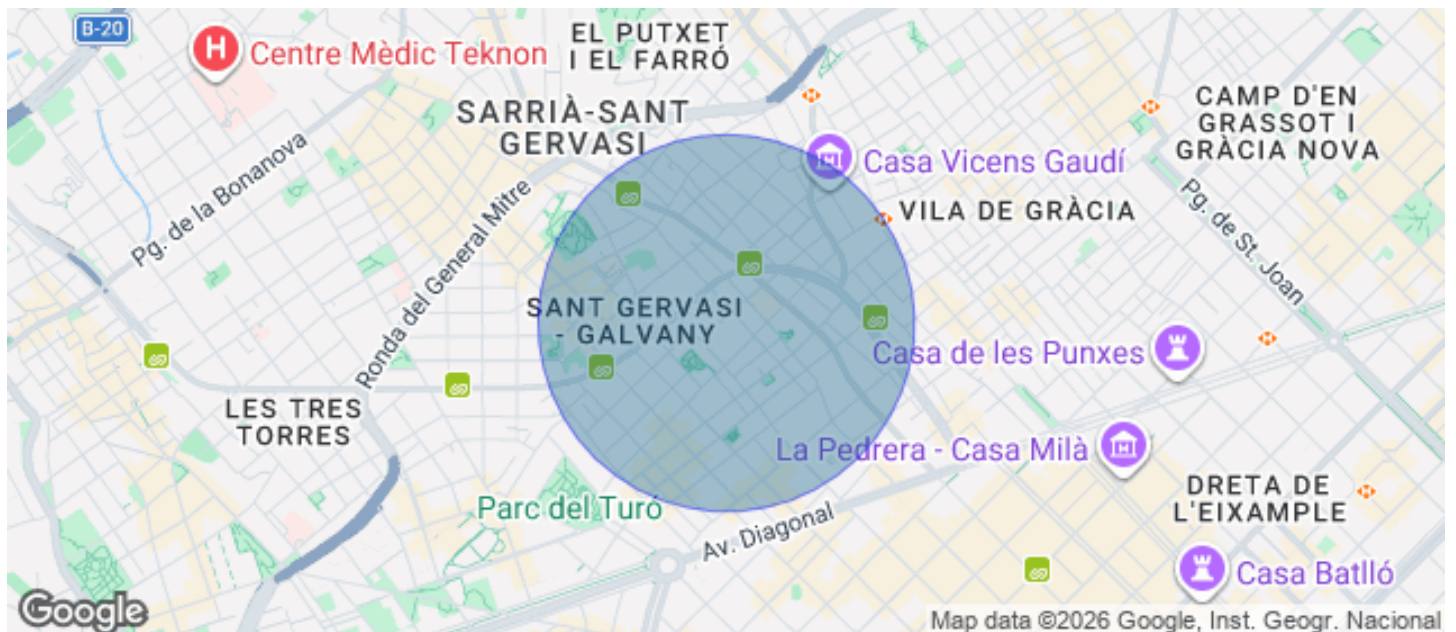 B-20
H
Centre Mèdic Teknon
EL PUTXET
I EL FARRÓ
SARRIÀ-SANT
GERVASI
CAMP D'EN
GRASSOT I
GRÀCIA NOVA
Casa Vicens Gaudí
Pg. de la Bonanova
VILA DE GRÀCIA
Pg. de St. Joan
Ronda del General Mitre
SANT GERVASI
- GALVANY
Casa de les Punxes
LES TRES
TORRES
La Pedrera - Casa Milà
Parc del Turó
Av. Diagonal
DRETA DE
L'EIXAMPLE
Casa Batlló
Google
Map data ©2026 Google, Inst. Geogr. Nacional